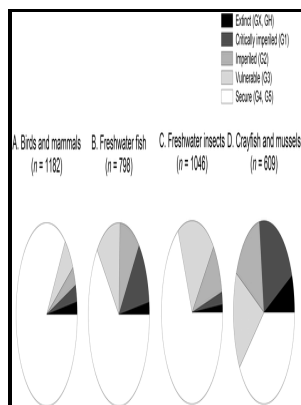 Extinct (GX, GH)
Critically imperiled (G1)
Imperiled (G2)
Vulnerable (G3)
Secure (G4, G5)
A. Birds and mammals
(n = 1182)
B. Freshwater fish
(n = 798)
C. Freshwater insects
(n = 1046)
D. Crayfish and mussels
(n = 609)